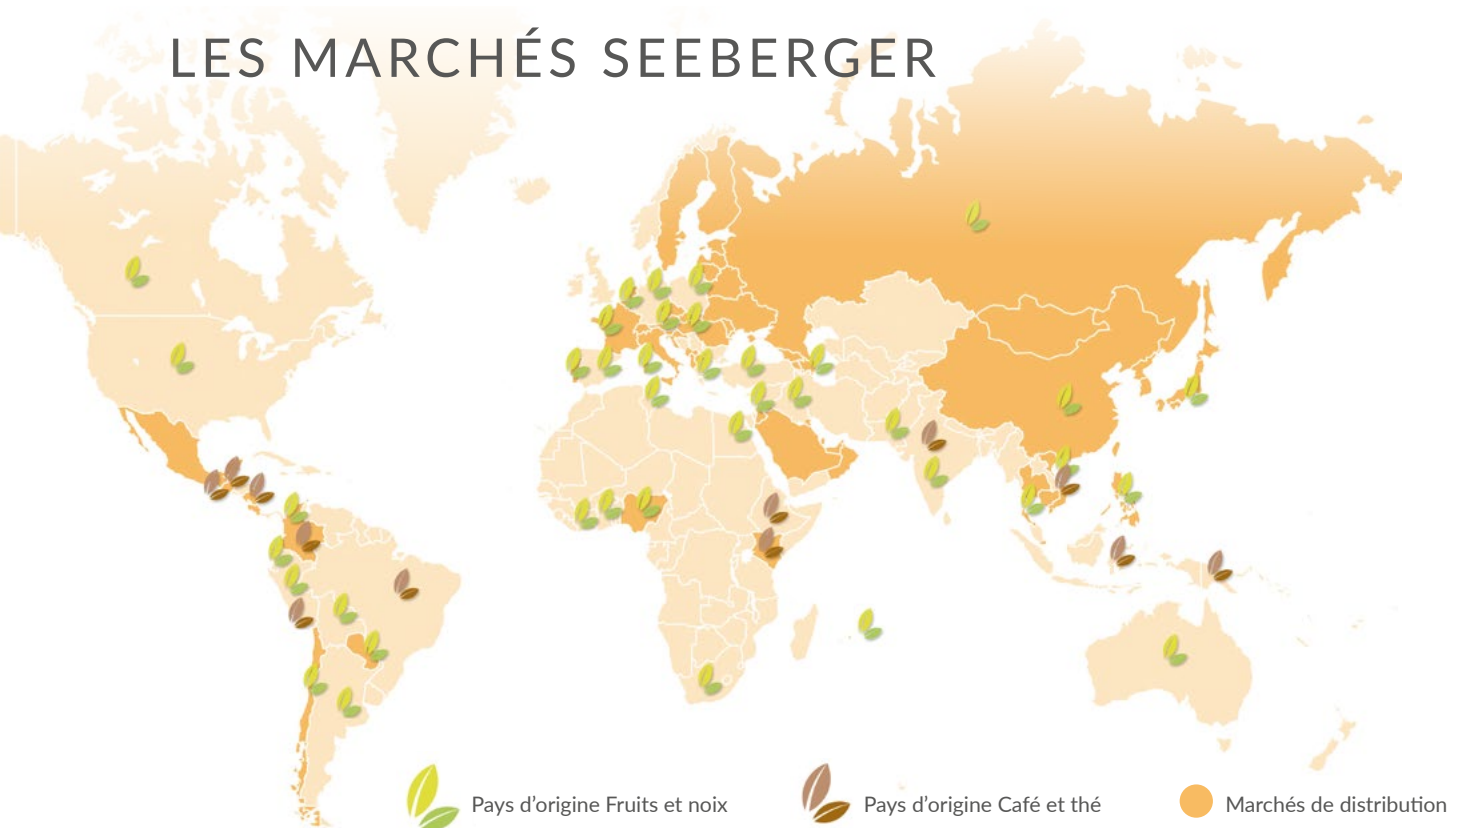 LES MARCHÉS SEEBERGER
Pays d’origine Fruits et noix
Pays d’origine Café et thé
Marchés de distribution